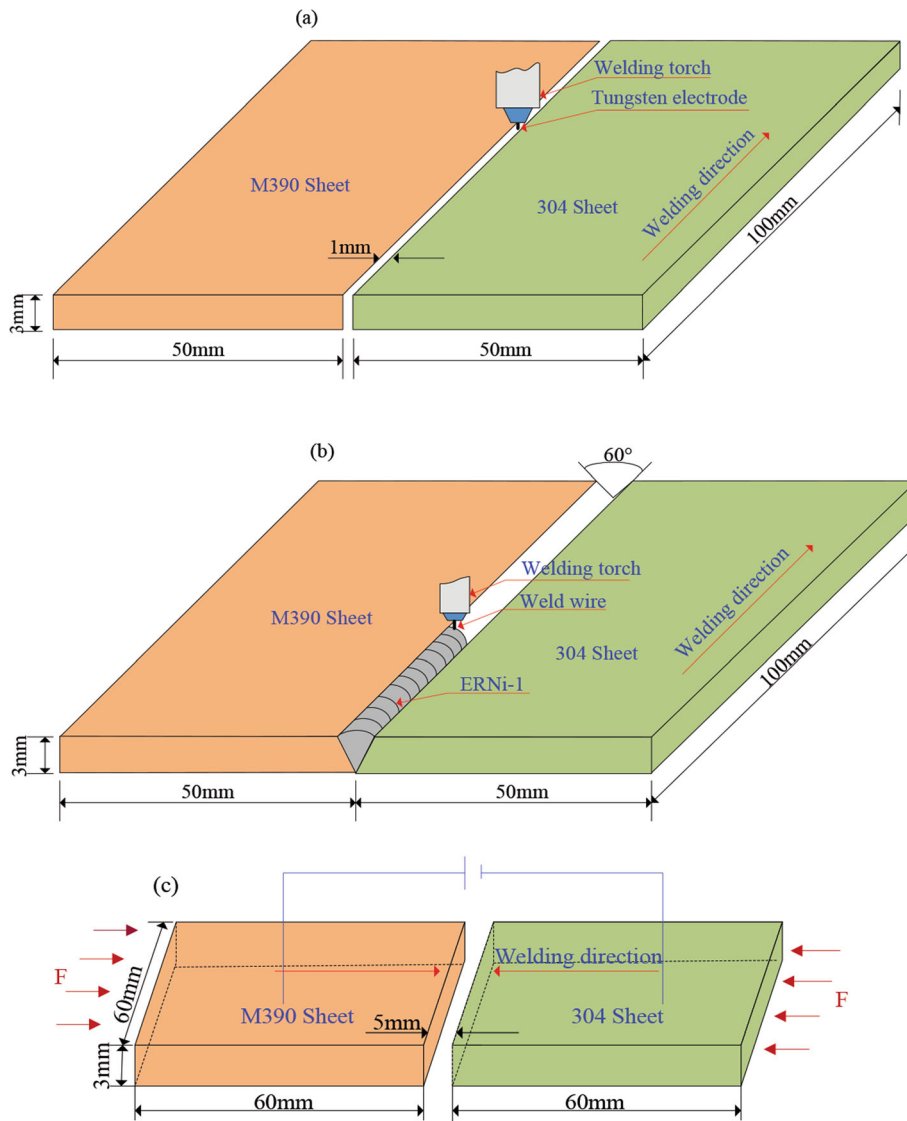 (a)
Welding torch
Tungsten electrode
M390 Sheet
304 Sheet
Welding direction
100mm
1mm
3mm
50mm
50mm
(b)
60°
Welding torch
Weld wire
M390 Sheet
304 Sheet
Welding direction
ERNi-1
100mm
3mm
50mm
50mm
(c)
F
60mm
Welding direction
F
M390 Sheet
5mm
304 Sheet
3mm
60mm
60mm